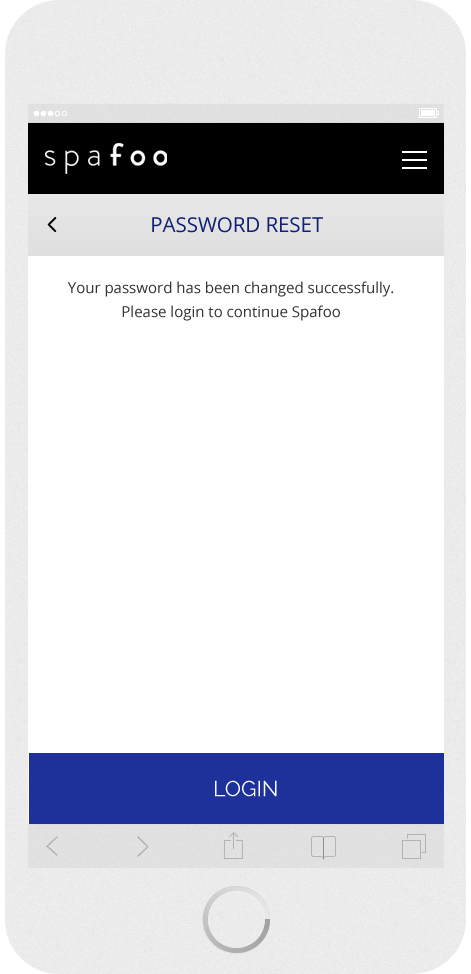 spafoo
PASSWORD RESET
Your password has been changed successfully.
Please login to continue Spafoo
LOGIN